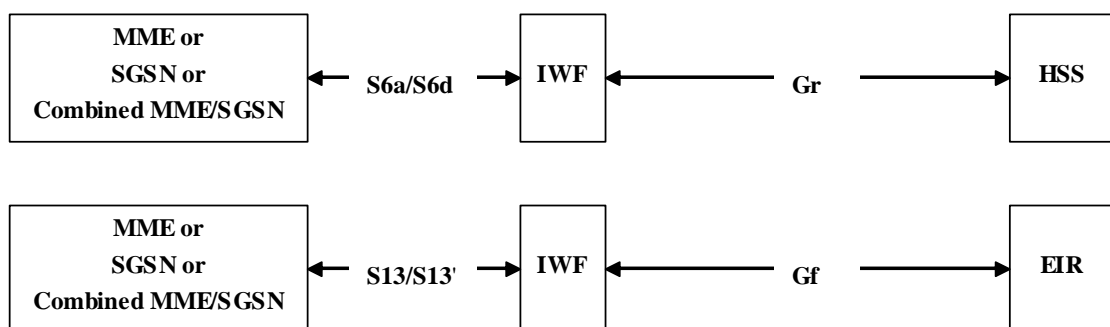 MME or
SGSN or
Combined MME/SGSN
S6a/S6d
IWF
Gr
HSS
MME or
SGSN or
Combined MME/SGSN
S13/S13'
IWF
Gf
EIR